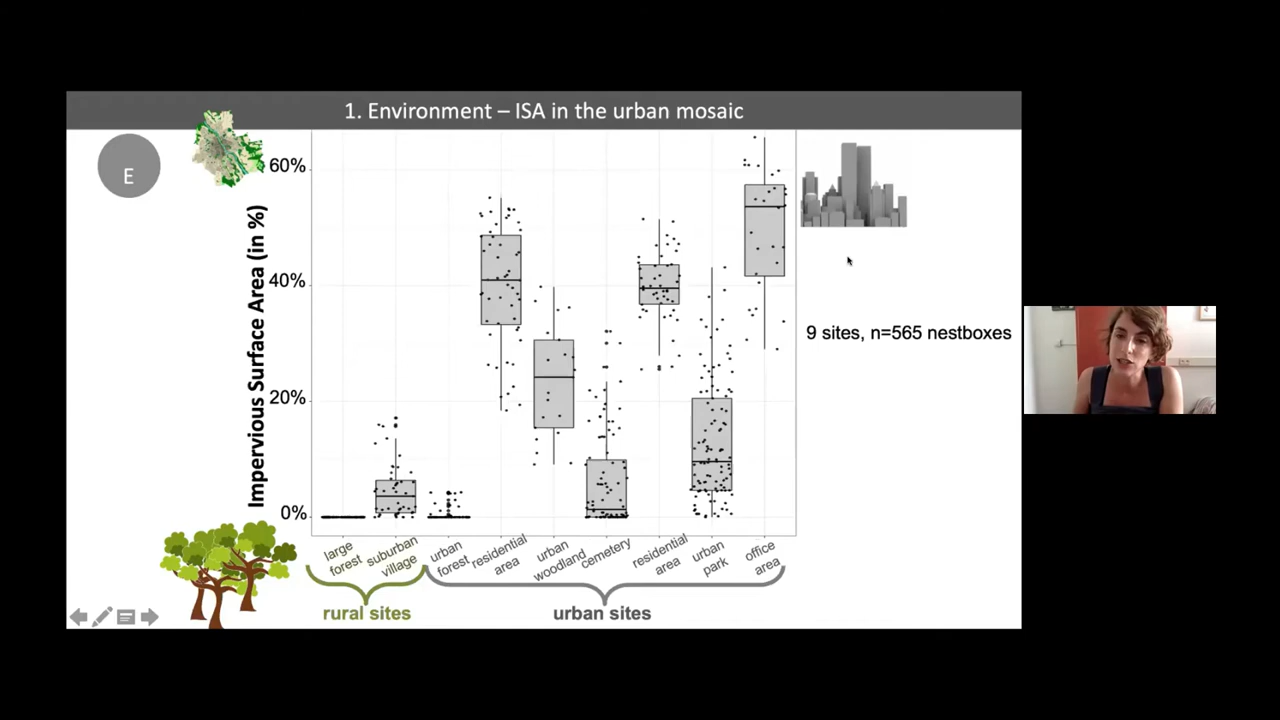 1. Environment – ISA in the urban mosaic
E
Impervious Surface Area (in %)
60%
40%
20%
0%
9 sites, n=565 nestboxes
large
forest
suburban
village
urban
forest
residential
area
urban
woodland
cemetery
residential
area
urban
park
office
area
rural sites
urban sites